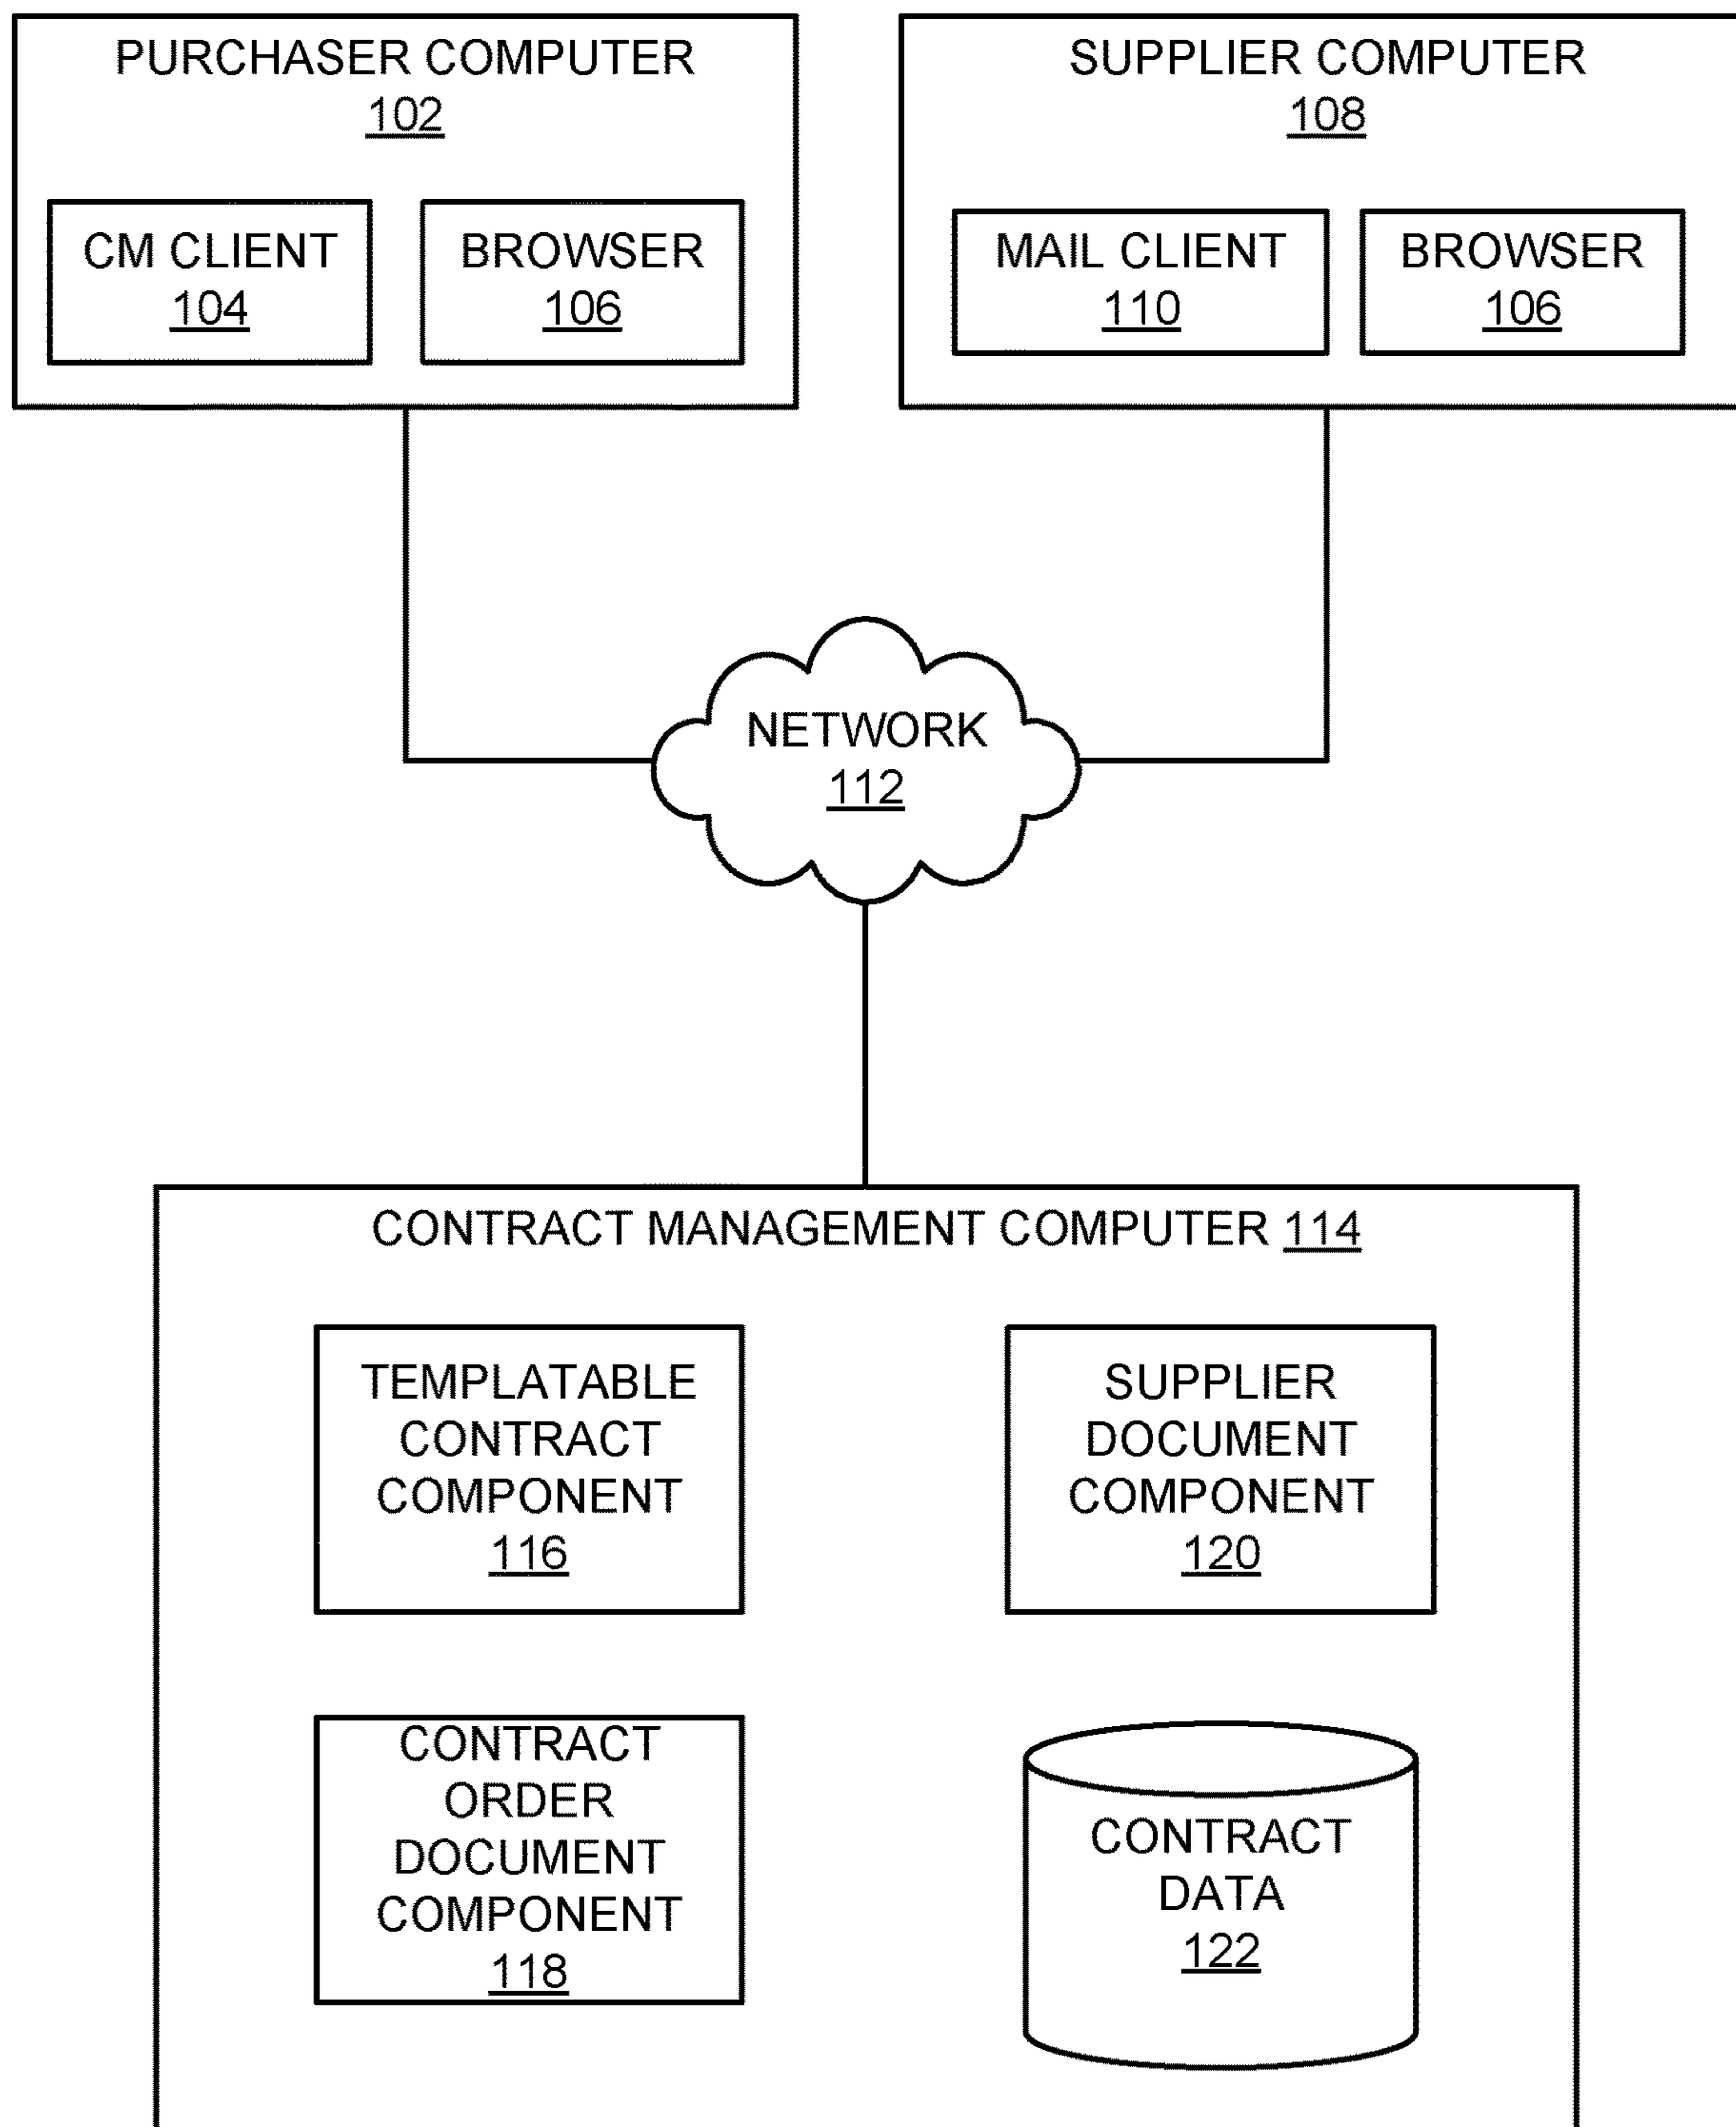 PURCHASER COMPUTER
102
CM CLIENT
104
BROWSER
106
SUPPLIER COMPUTER
108
MAIL CLIENT
110
BROWSER
106
NETWORK
112
CONTRACT MANAGEMENT COMPUTER 114
TEMPLATABLE
CONTRACT
COMPONENT
116
SUPPLIER
DOCUMENT
COMPONENT
120
CONTRACT
ORDER
DOCUMENT
COMPONENT
118
CONTRACT
DATA
122